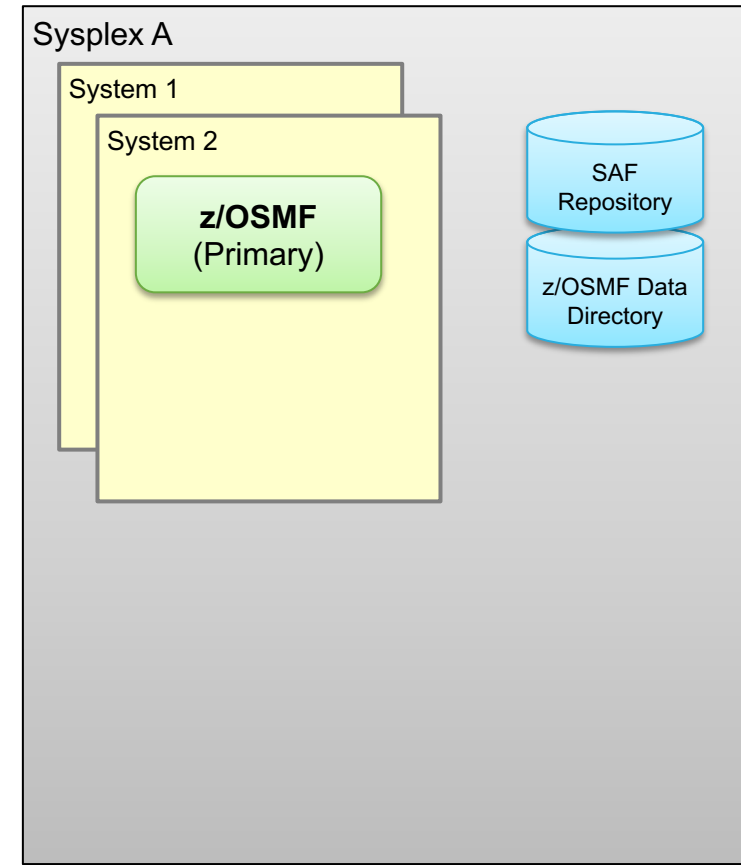 Sysplex A
System 1
System 2
z/OSMF
(Primary)
SAF
Repository
z/OSMF Data
Directory